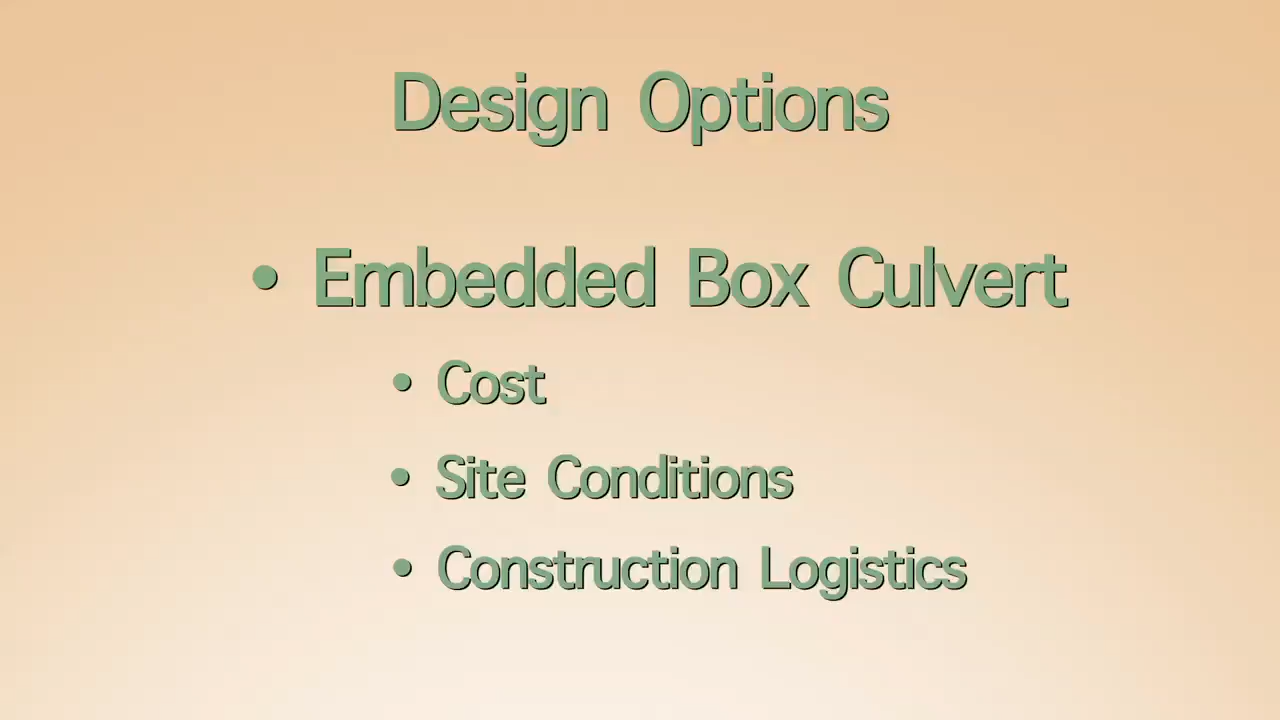 Design Options
• Embedded Box Culvert
• Cost
• Site Conditions
• Construction Logistics